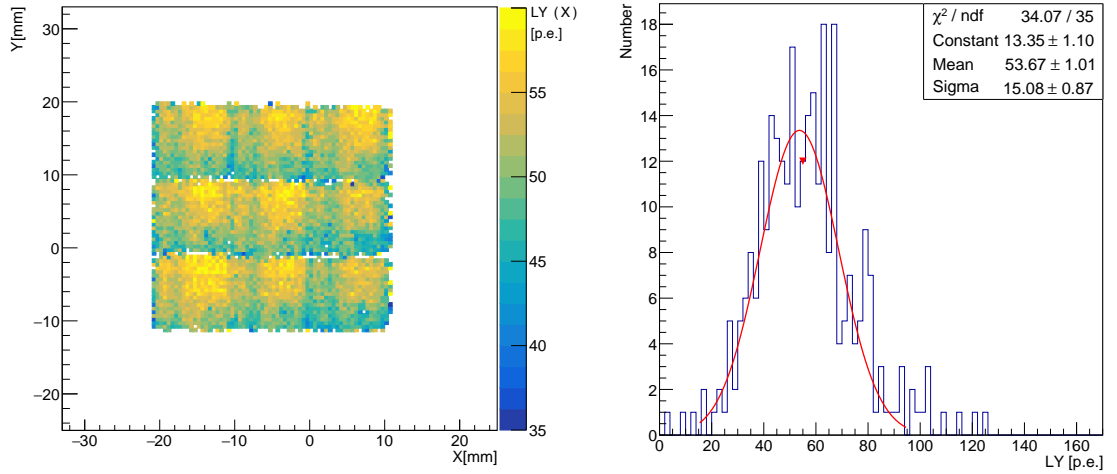 Y[mm]
30
20
10
0
−10
−20
−30 −20 −10 0 10 20
X[mm]
LY (X)
[p.e.]
55
50
45
40
35
Number
18
16
14
12
10
8
6
4
2
0
0 20 40 60 80 100 120 140 160
LY [p.e.]
χ² / ndf 34.07 / 35
Constant 13.35 ± 1.10
Mean 53.67 ± 1.01
Sigma 15.08 ± 0.87